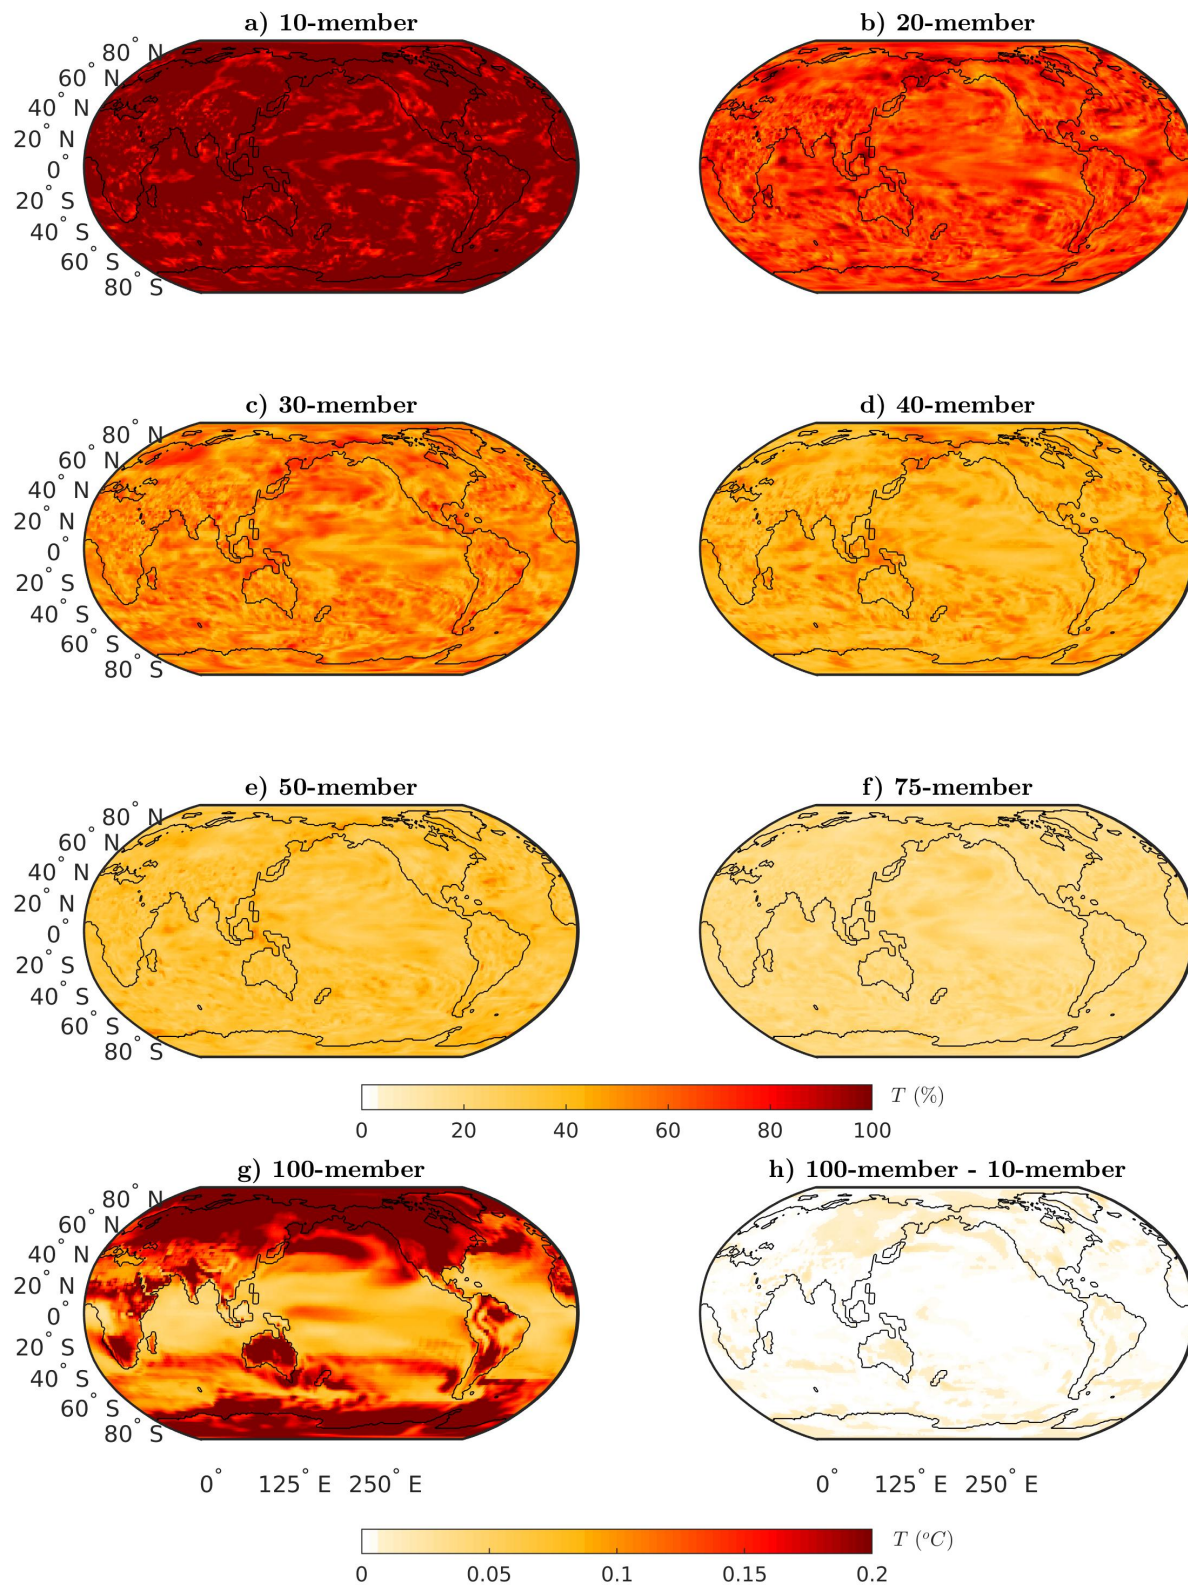 a) 10-member
b) 20-member
80° N
60° N
40° N
20° N
0°
20° S
40° S
60° S
80° S
c) 30-member
d) 40-member
80° N
60° N
40° N
20° N
0°
20° S
40° S
60° S
80° S
e) 50-member
f) 75-member
80° N
60° N
40° N
20° N
0°
20° S
40° S
60° S
80° S
T (%)
0 20 40 60 80 100
g) 100-member
h) 100-member - 10-member
80° N
60° N
40° N
20° N
0°
20° S
40° S
60° S
80° S
0° 125° E 250° E
0° 125° E 250° E
T (°C)
0 0.05 0.1 0.15 0.2